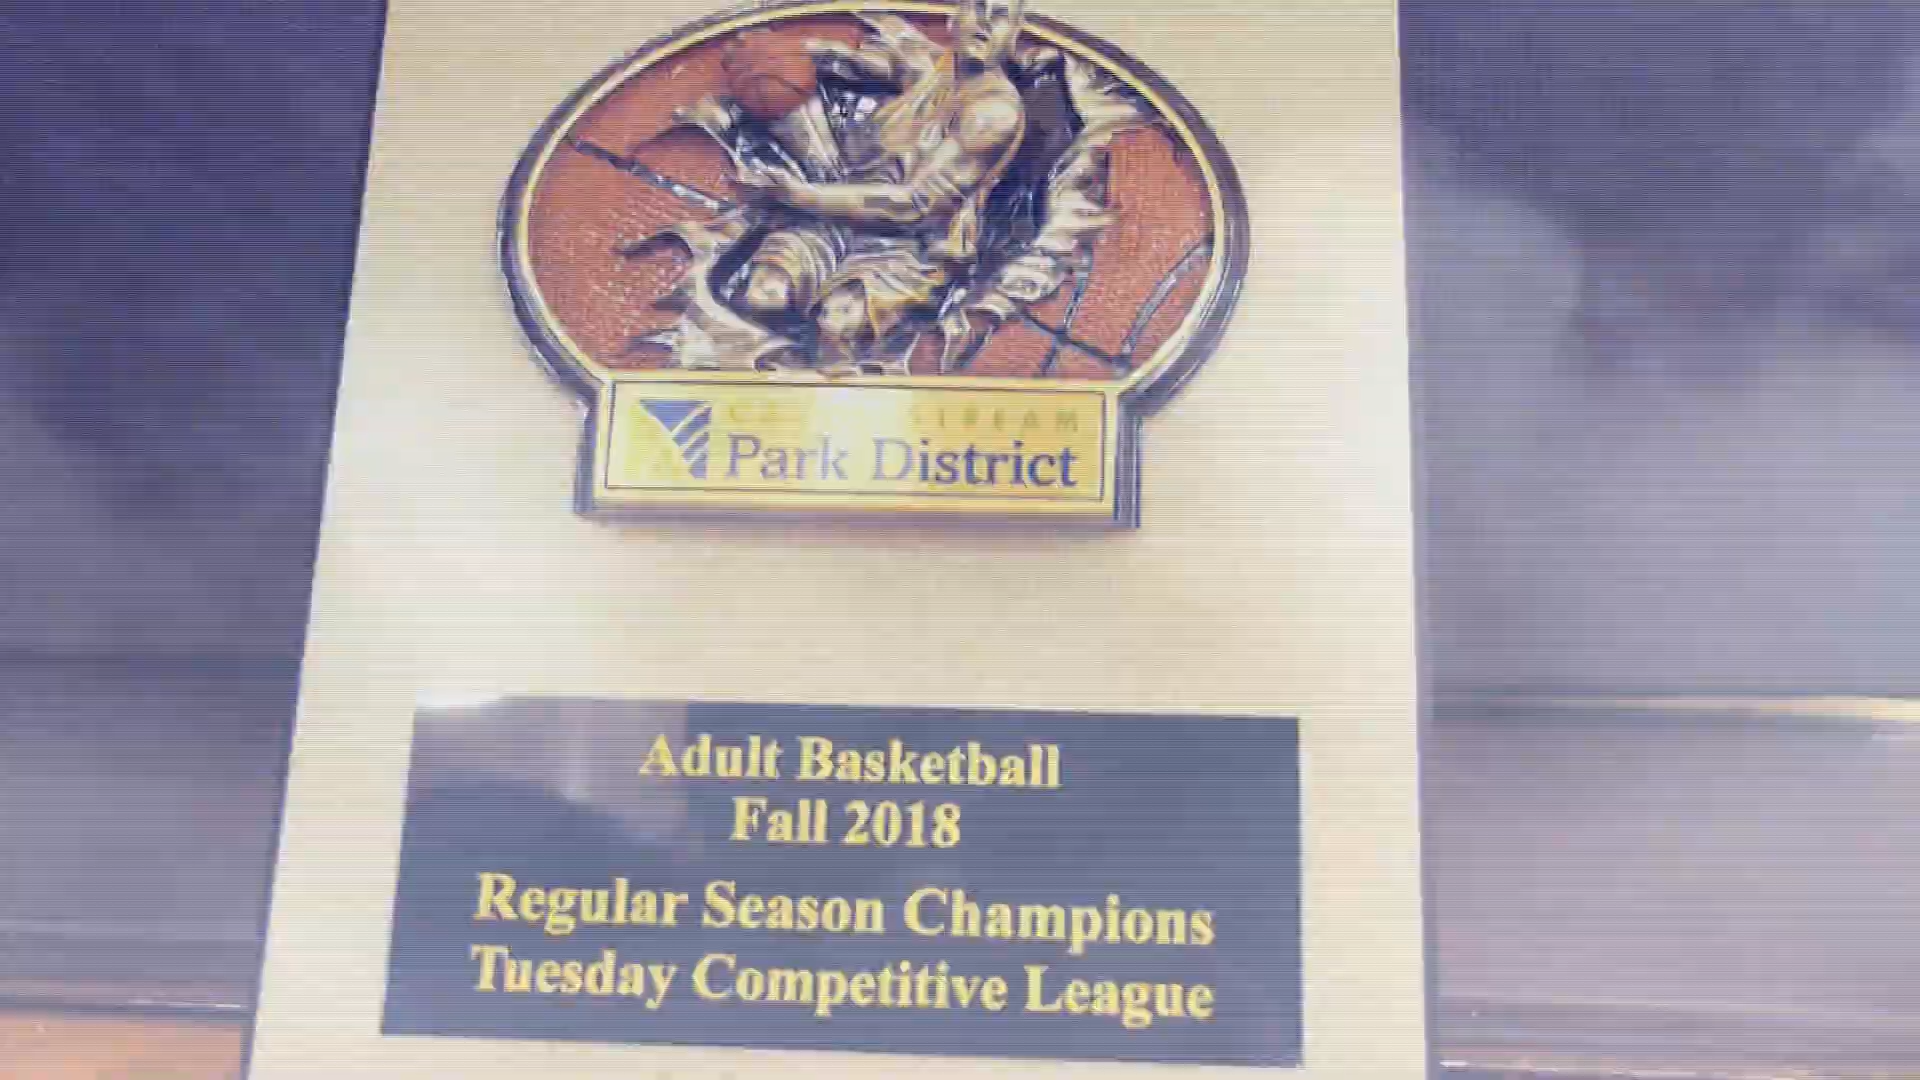 Park District
Adult Basketball
Fall 2018
Regular Season Champions
Tuesday Competitive League